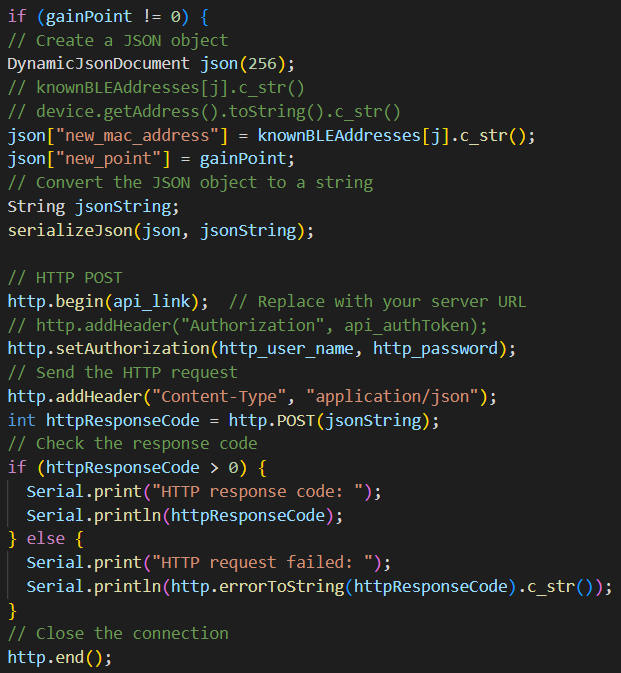 if (gainPoint != 0) {
// Create a JSON object
DynamicJsonDocument json(256);
// knownBLEAddresses[j].c_str()
// device.getAddress().toString().c_str()
json["new_mac_address"] = knownBLEAddresses[j].c_str();
json["new_point"] = gainPoint;
// Convert the JSON object to a string
String jsonString;
serializeJson(json, jsonString);

// HTTP POST
http.begin(api_link);  // Replace with your server URL
// http.addHeader("Authorization", api_authToken);
http.setAuthorization(http_user_name, http_password);
// Send the HTTP request
http.addHeader("Content-Type", "application/json");
int httpResponseCode = http.POST(jsonString);
// Check the response code
if (httpResponseCode > 0) {
  Serial.print("HTTP response code: ");
  Serial.println(httpResponseCode);
} else {
  Serial.print("HTTP request failed: ");
  Serial.println(http.errorToString(httpResponseCode).c_str());
}
// Close the connection
http.end();